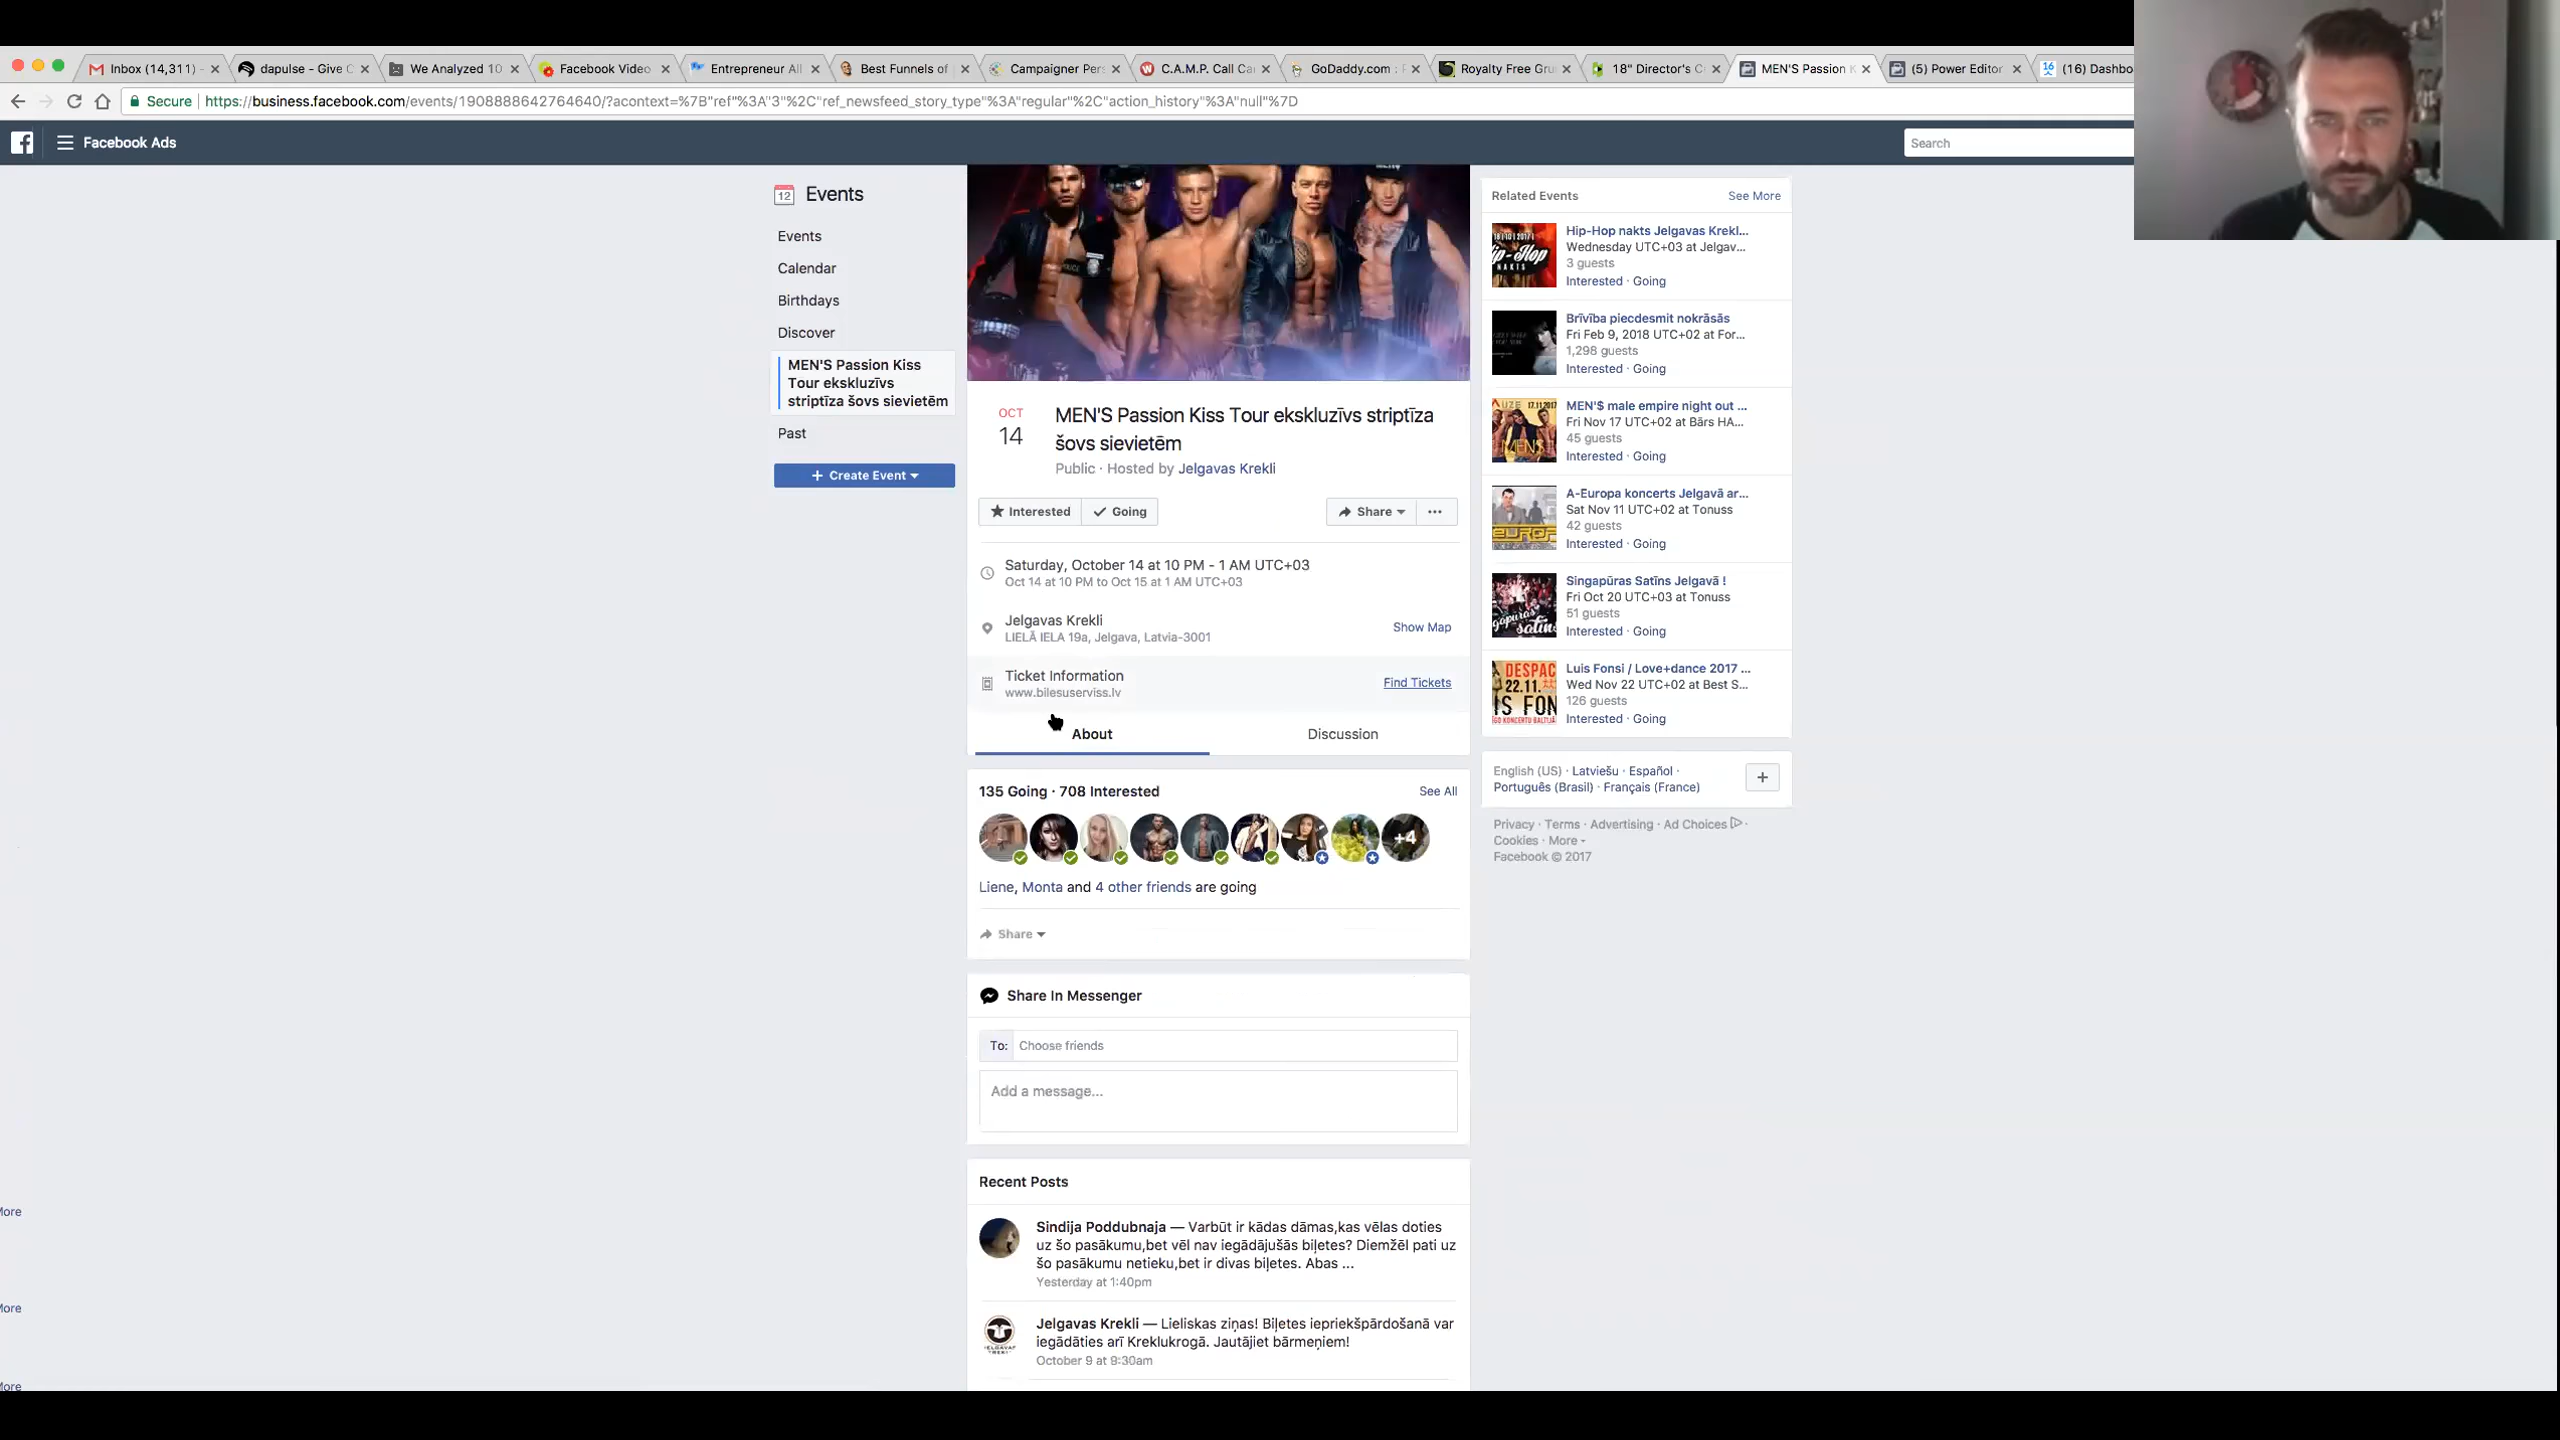 Inbox (14,311) -
dapulse - Give C
We Analyzed 10
Facebook Video
Entrepreneur All
Best Funnels of
Campaigner Pers
C.A.M.P. Call Ca
GoDaddy.com : P
Royalty Free Gru
18" Director's C
MEN'S Passion K
(5) Power Editor
16
(16) Dashbo
Secure
https://business.facebook.com/events/1908888642764640/?acontext=%7B"ref"%3A"3"%2C"ref_newsfeed_story_type"%3A"regular"%2C"action_history"%3A"null"%7D
Facebook Ads
Search
12
Events
Events
Calendar
Birthdays
Discover
MEN'S Passion Kiss
Tour ekskluzīvs
striptīza šovs sievietēm
Past
+ Create Event
POLICE
OCT
14
MEN'S Passion Kiss Tour ekskluzīvs striptīza
šovs sievietēm
Public · Hosted by Jelgavas Krekli
Interested
Going
Share
···
Saturday, October 14 at 10 PM - 1 AM UTC+03
Oct 14 at 10 PM to Oct 15 at 1 AM UTC+03
Jelgavas Krekli
LIELĀ IELA 19a, Jelgava, Latvia-3001
Show Map
Ticket Information
www.bilesuserviss.lv
Find Tickets
About
Discussion
135 Going · 708 Interested
See All
+4
Liene, Monta and 4 other friends are going
Share
Share In Messenger
To:
Choose friends
Add a message...
Recent Posts
Sindija Poddubnaja — Varbūt ir kādas dāmas,kas vēlas doties
uz šo pasākumu,bet vēl nav iegādājušās biļetes? Diemžēl pati uz
šo pasākumu netieku,bet ir divas biļetes. Abas ...
Yesterday at 1:40pm
Jelgavas Krekli — Lieliskas ziņas! Biļetes iepriekšpārdošanā var
iegādāties arī Kreklukrogā. Jautājiet bārmeņiem!
October 9 at 9:30am
Related Events
See More
Hip-Hop nakts Jelgavas Krekl...
Wednesday UTC+03 at Jelgav...
3 guests
Interested · Going
Brīvība piecdesmit nokrāsās
Fri Feb 9, 2018 UTC+02 at For...
1,298 guests
Interested · Going
MEN'$ male empire night out ...
Fri Nov 17 UTC+02 at Bārs HA...
45 guests
Interested · Going
A-Europa koncerts Jelgavā ar...
Sat Nov 11 UTC+02 at Tonuss
42 guests
Interested · Going
Singapūras Satīns Jelgavā !
Fri Oct 20 UTC+03 at Tonuss
51 guests
Interested · Going
DESPAC
22.11.
IS FON
Luis Fonsi / Love+dance 2017 ...
Wed Nov 22 UTC+02 at Best S...
126 guests
Interested · Going
English (US) · Latviešu · Español ·
Português (Brasil) · Français (France)
+
Privacy · Terms · Advertising · Ad Choices ·
Cookies · More
Facebook © 2017
More
More
More